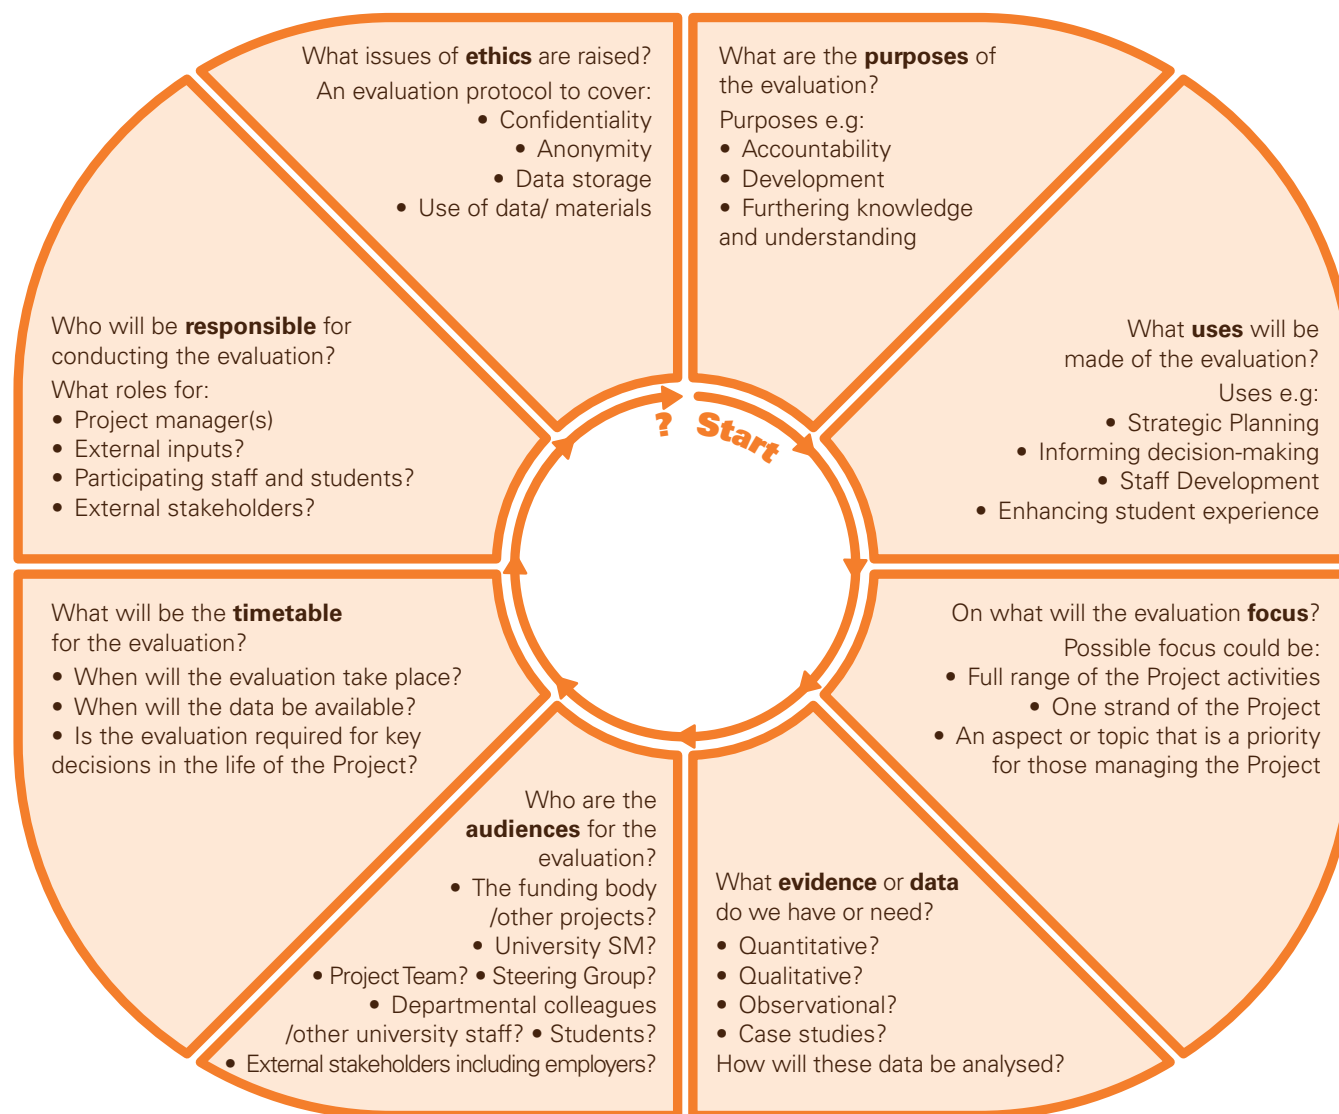 What are the purposes of
the evaluation?
Purposes e.g:
• Accountability
• Development
• Furthering knowledge
and understanding
What uses will be
made of the evaluation?
Uses e.g:
• Strategic Planning
• Informing decision-making
• Staff Development
• Enhancing student experience
On what will the evaluation focus?
Possible focus could be:
• Full range of the Project activities
• One strand of the Project
• An aspect or topic that is a priority
for those managing the Project
What evidence or data
do we have or need?
• Quantitative?
• Qualitative?
• Observational?
• Case studies?
How will these data be analysed?
Who are the
audiences for the
evaluation?
• The funding body
/other projects?
• University SM?
• Project Team? • Steering Group?
• Departmental colleagues
/other university staff? • Students?
• External stakeholders including employers?
What will be the timetable
for the evaluation?
• When will the evaluation take place?
• When will the data be available?
• Is the evaluation required for key
decisions in the life of the Project?
Who will be responsible for
conducting the evaluation?
What roles for:
• Project manager(s)
• External inputs?
• Participating staff and students?
• External stakeholders?
What issues of ethics are raised?
An evaluation protocol to cover:
• Confidentiality
• Anonymity
• Data storage
• Use of data/ materials
? Start